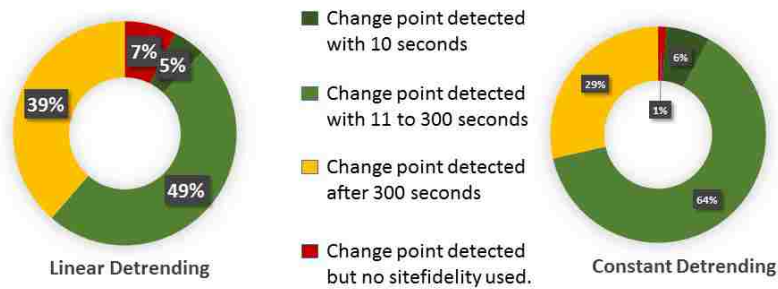 7%
5%
39%
49%
Linear Detrending
Change point detected
with 10 seconds
Change point detected
with 11 to 300 seconds
Change point detected
after 300 seconds
Change point detected
but no sitefidelity used.
6%
29%
1%
64%
Constant Detrending